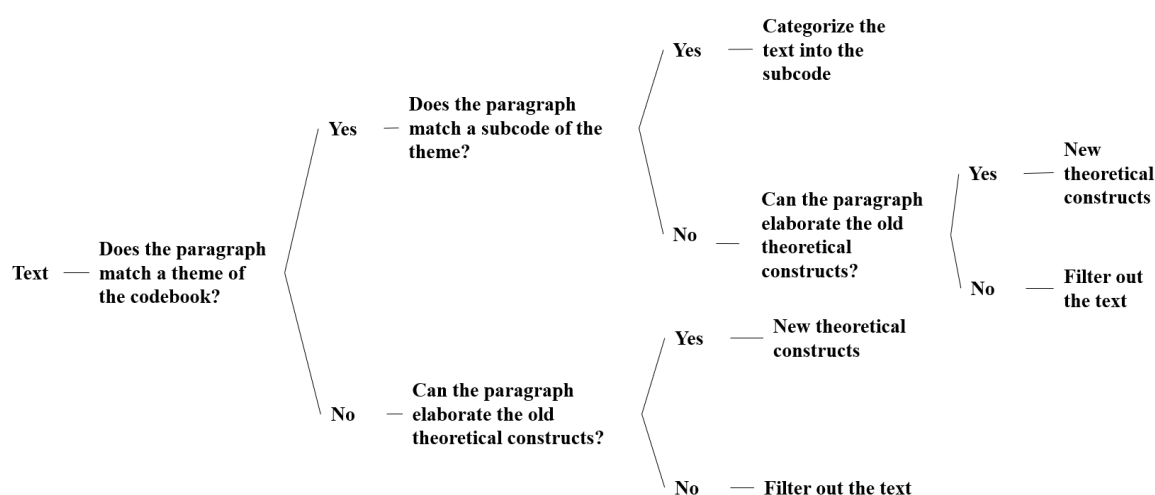 Text
Does the paragraph
match a theme of
the codebook?
Yes
Does the paragraph
match a subcode of the
theme?
Yes
Categorize the
text into the
subcode
No
Can the paragraph
elaborate the old
theoretical
constructs?
Yes
New
theoretical
constructs
No
Filter out
the text
No
Can the paragraph
elaborate the old
theoretical constructs?
Yes
New theoretical
constructs
No
Filter out the text